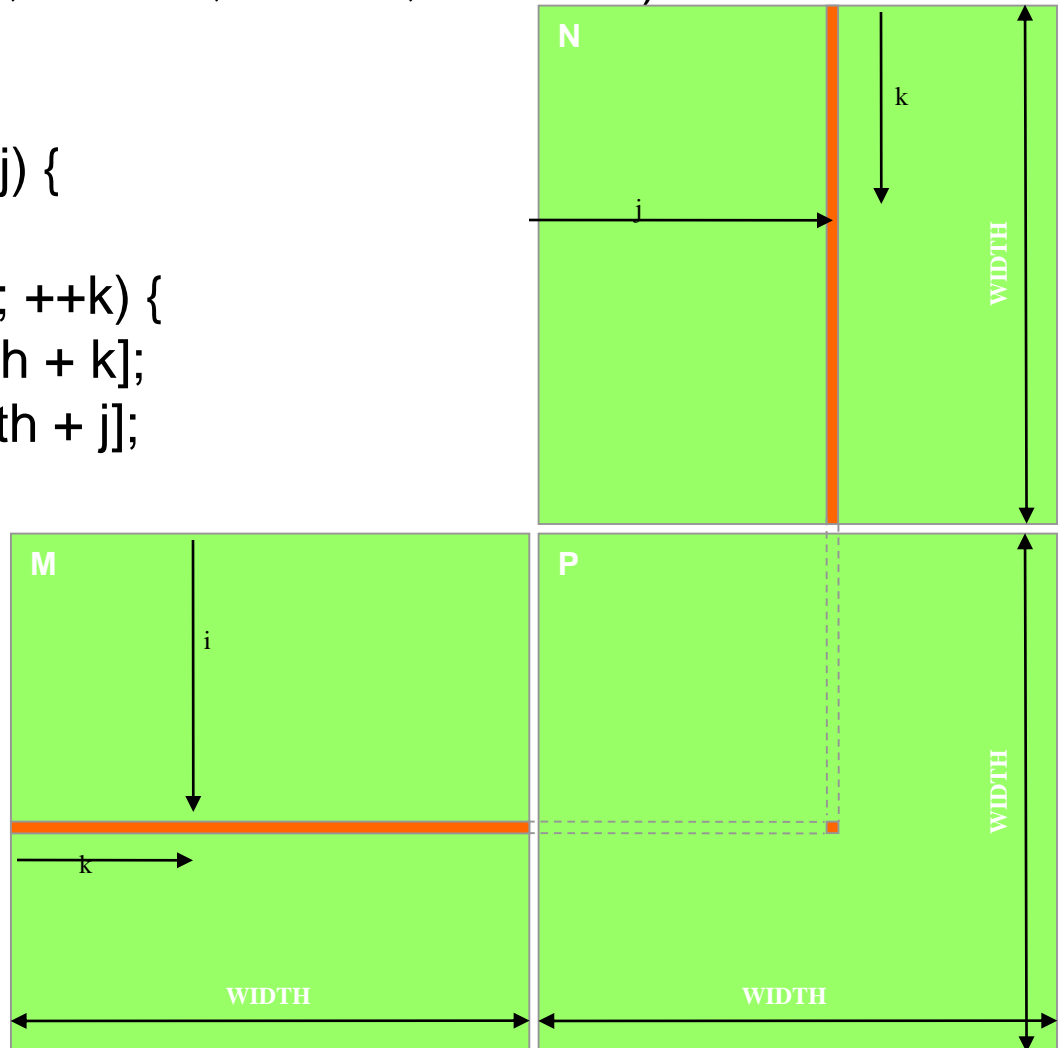 j) {
; ++k) {
h + k];
th + j];
N
k
j
WIDTH
M
i
k
WIDTH
P
WIDTH
WIDTH